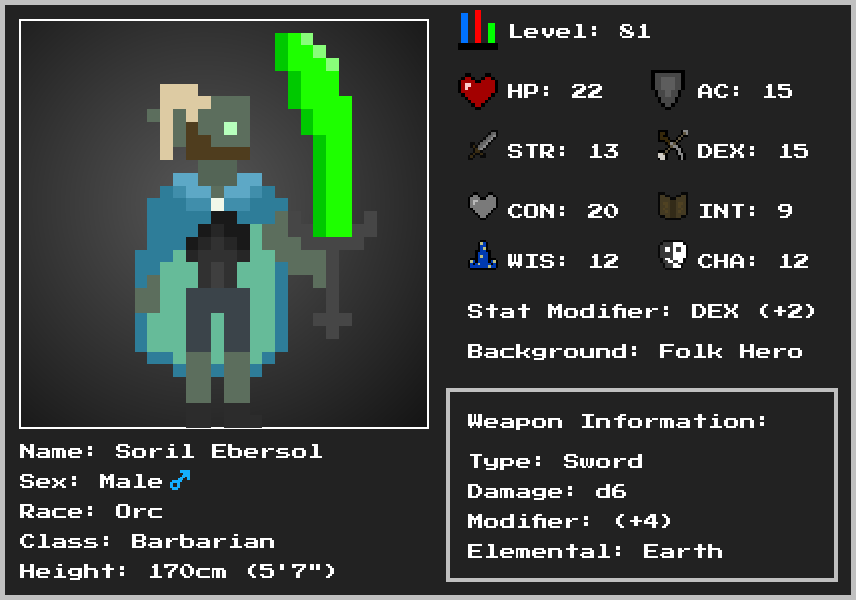 Level: 81
HP: 22
AC: 15
STR: 13
DEX: 15
CON: 20
INT: 9
WIS: 12
CHA: 12
Stat Modifier: DEX (+2)
Background: Folk Hero
Name: Soril Ebersol
Sex: Male ♂
Race: Orc
Class: Barbarian
Height: 170cm (5'7")
Weapon Information:
Type: Sword
Damage: d6
Modifier: (+4)
Elemental: Earth